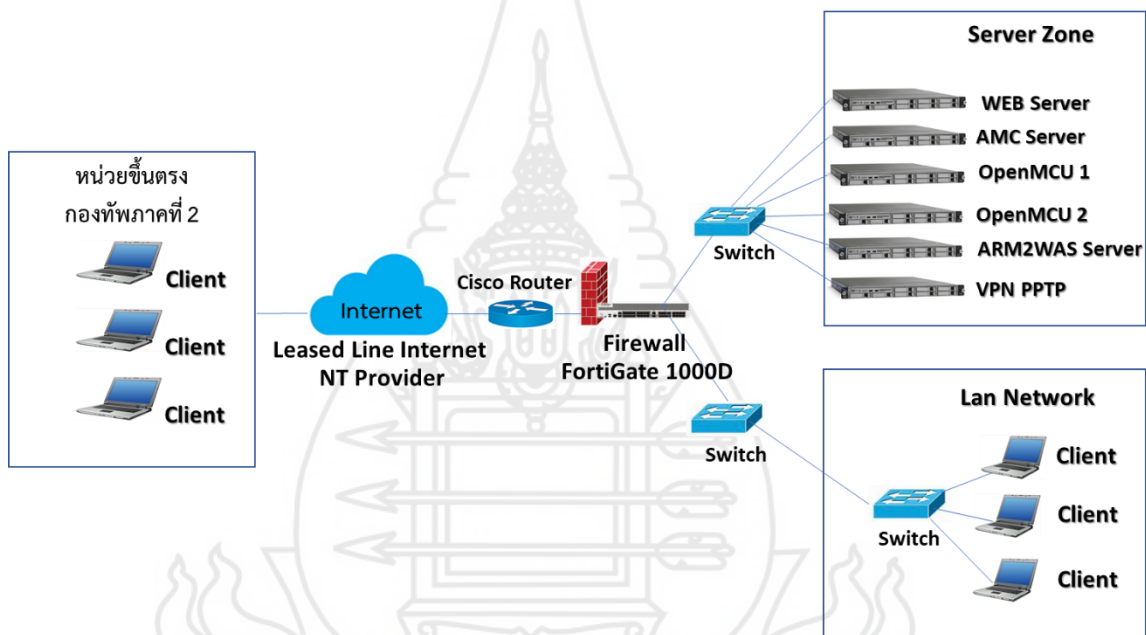 หน่วยขึ้นตรง
กองทัพภาคที่ 2
Client
Client
Client
Internet
Leased Line Internet
NT Provider
Cisco Router
Firewall
FortiGate 1000D
Switch
Server Zone
WEB Server
AMC Server
OpenMCU 1
OpenMCU 2
ARM2WAS Server
VPN PPTP
Switch
Lan Network
Switch
Client
Client
Client